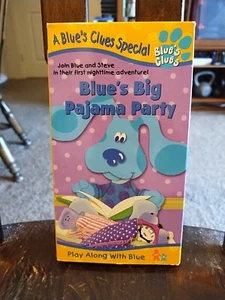 A Blue's Clues Special
Blue's
Clues
Join Blue and Steve
in their first nighttime adventure!
Blue's Big
Pajama Party
Play Along With Blue